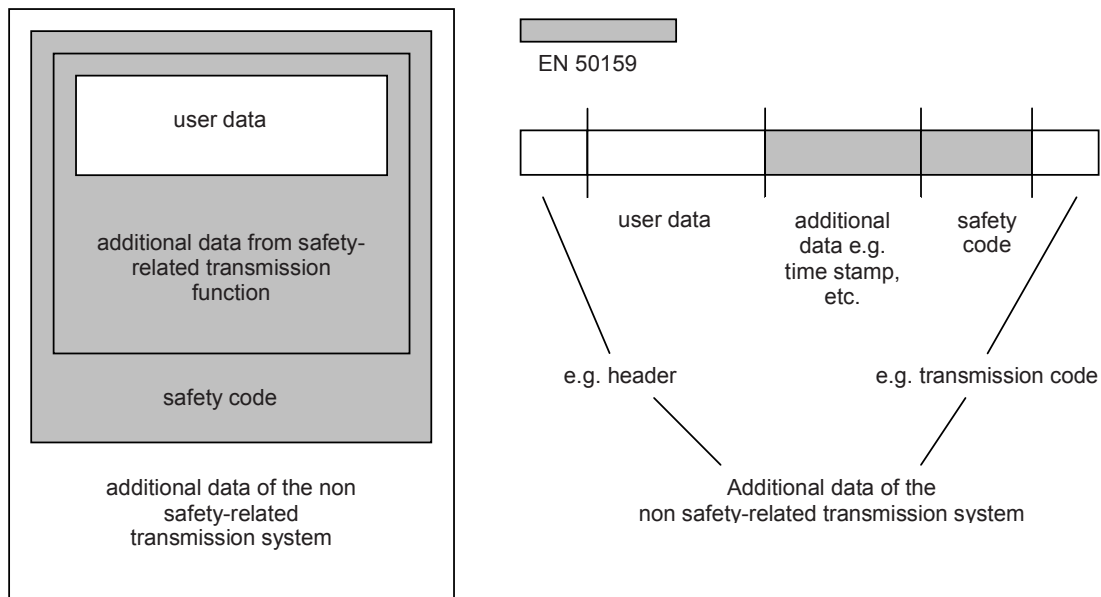 user data
additional data from safety-
related transmission
function
safety code
additional data of the non
safety-related
transmission system
EN 50159
user data
additional
data e.g.
time stamp,
etc.
safety
code
e.g. header
e.g. transmission code
Additional data of the
non safety-related transmission system